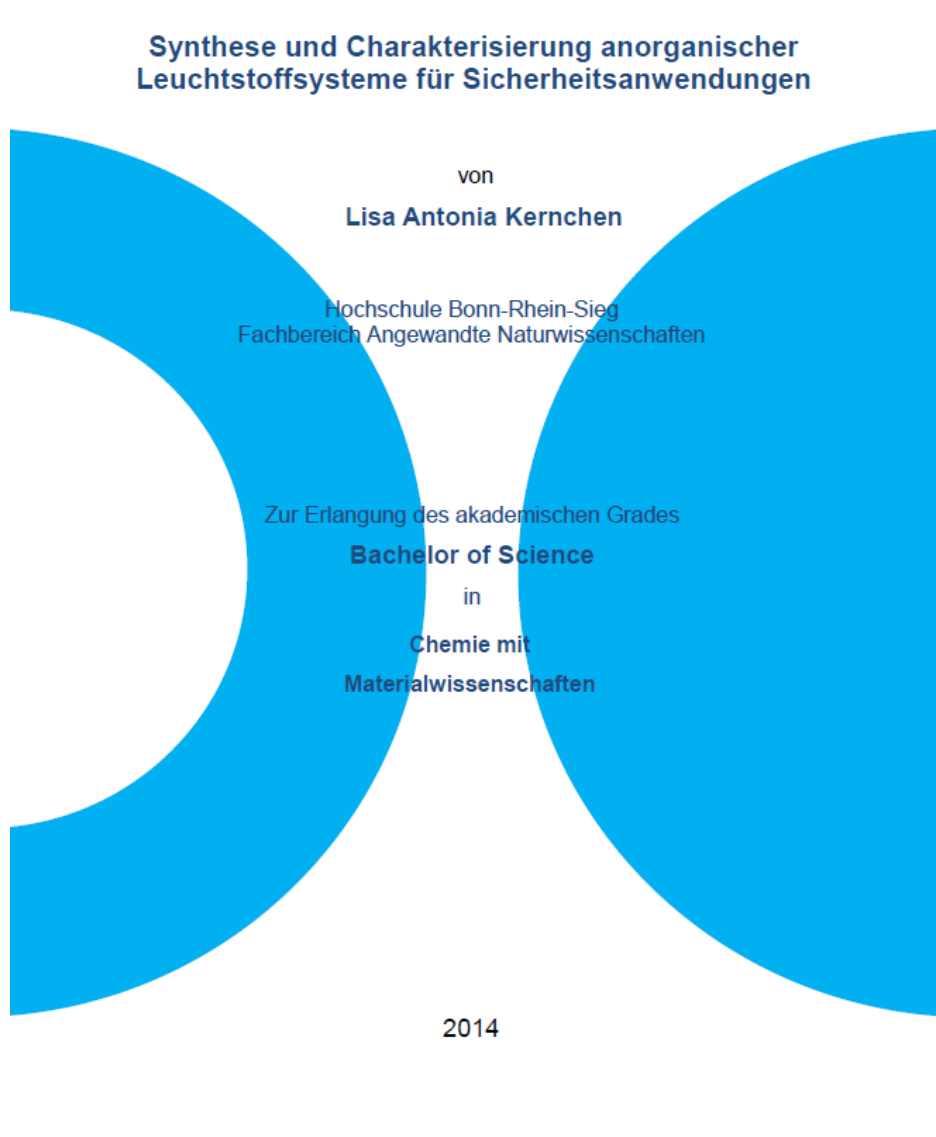 Synthese und Charakterisierung anorganischer
Leuchtstoffsysteme für Sicherheitsanwendungen
von
Lisa Antonia Kernchen
Hochschule Bonn-Rhein-Sieg
Fachbereich Angewandte Naturwissenschaften
Zur Erlangung des akademischen Grades
Bachelor of Science
in
Chemie mit
Materialwissenschaften
2014